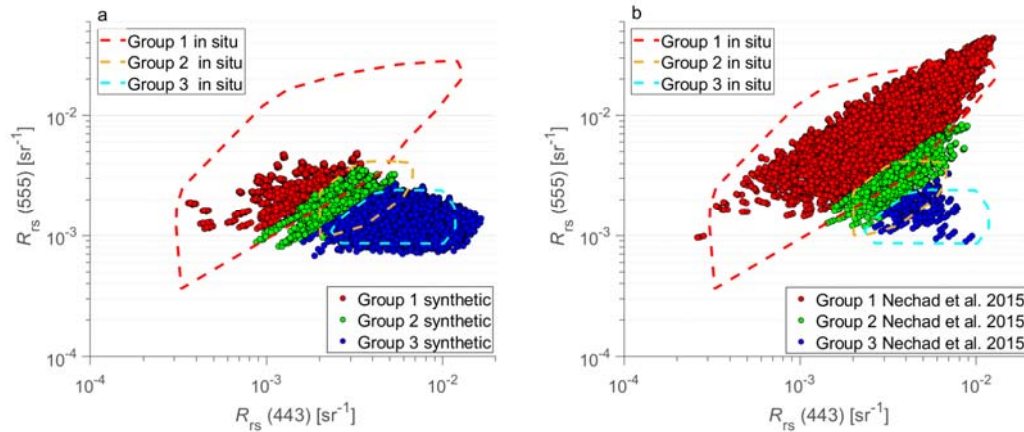 a
Group 1 in situ
Group 2 in situ
Group 3 in situ
10⁻²
10⁻³
10⁻⁴
R_rs (555) [sr⁻¹]
Group 1 synthetic
Group 2 synthetic
Group 3 synthetic
10⁻⁴
10⁻³
10⁻²
R_rs (443) [sr⁻¹]
b
Group 1 in situ
Group 2 in situ
Group 3 in situ
10⁻²
10⁻³
10⁻⁴
R_rs (555) [sr⁻¹]
Group 1 Nechad et al. 2015
Group 2 Nechad et al. 2015
Group 3 Nechad et al. 2015
10⁻⁴
10⁻³
10⁻²
R_rs (443) [sr⁻¹]